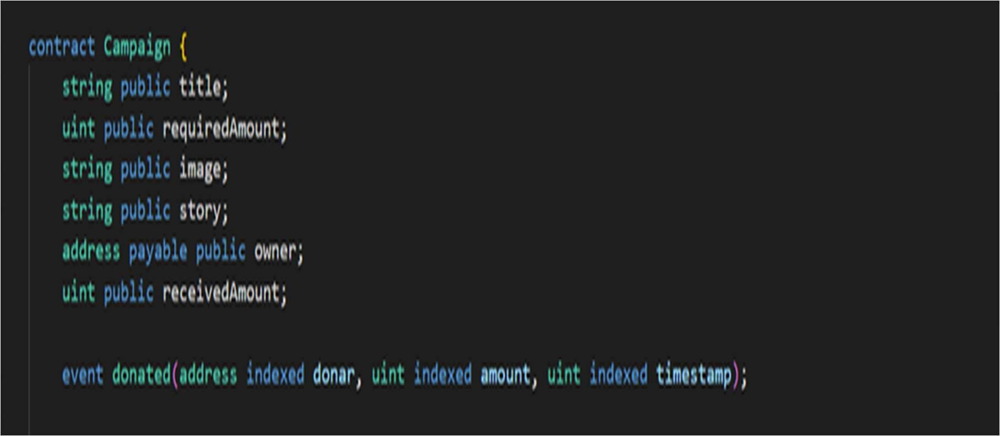 contract Campaign {
string public title;
uint public requiredAmount;
string public image;
string public story;
address payable public owner;
uint public receivedAmount;
event donated(address indexed donar, uint indexed amount, uint indexed timestamp);